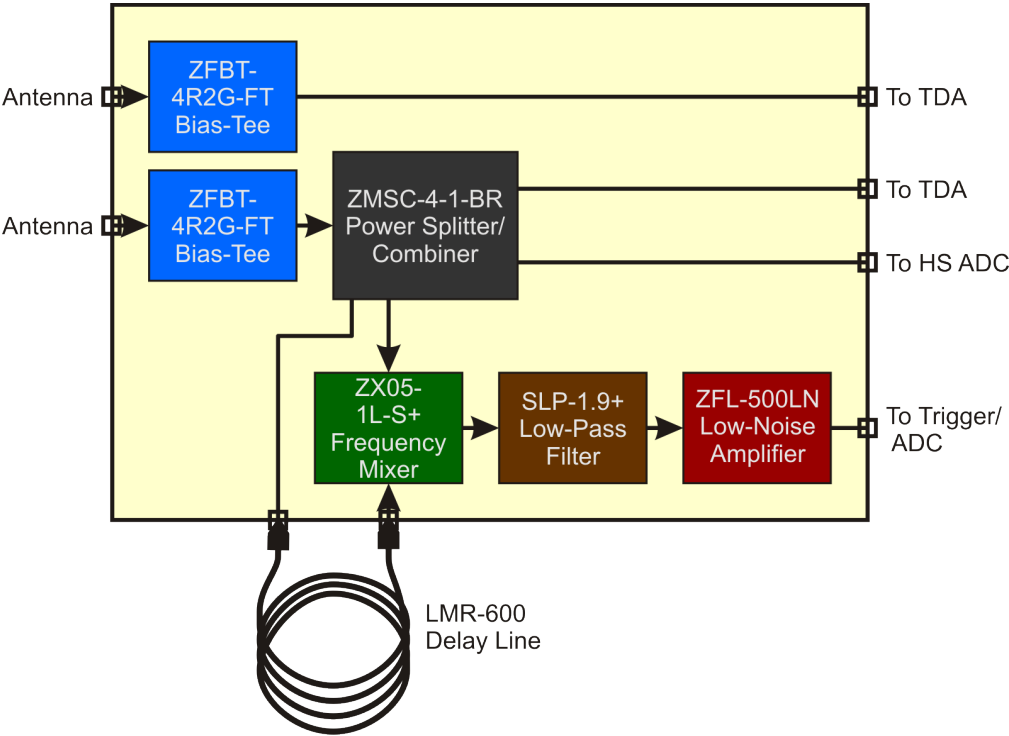 Antenna
ZFBT-
4R2G-FT
Bias-Tee
To TDA
Antenna
ZFBT-
4R2G-FT
Bias-Tee
ZMSC-4-1-BR
Power Splitter/
Combiner
To TDA
To HS ADC
ZX05-
1L-S+
Frequency
Mixer
SLP-1.9+
Low-Pass
Filter
ZFL-500LN
Low-Noise
Amplifier
To Trigger/
ADC
LMR-600
Delay Line